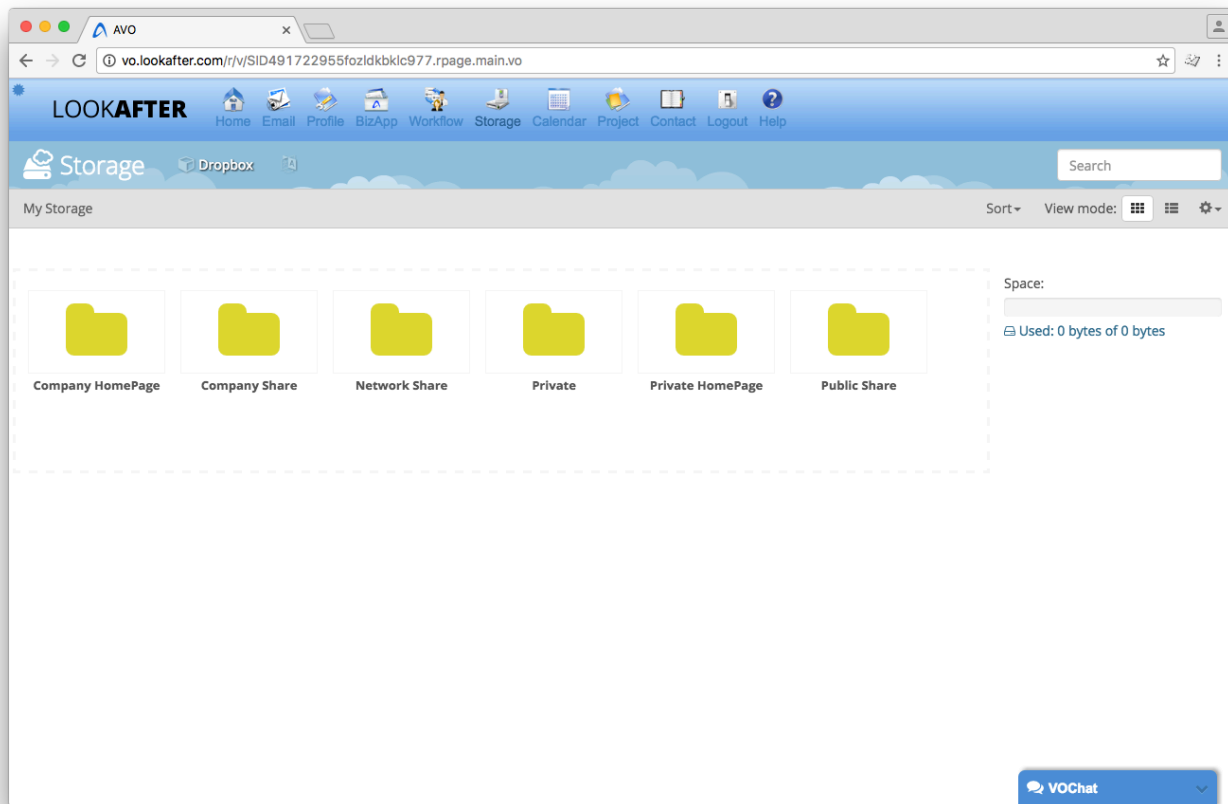 AVO
vo.lookafter.com/r/v/SID491722955fozldkbklc977.rpage.main.vo
LOOKAFTER
Home Email Profile BizApp Workflow Storage Calendar Project Contact Logout Help
Storage Dropbox Search
My Storage Sort View mode:
Space:
Used: 0 bytes of 0 bytes
Company HomePage Company Share Network Share Private Private HomePage Public Share
VOChat